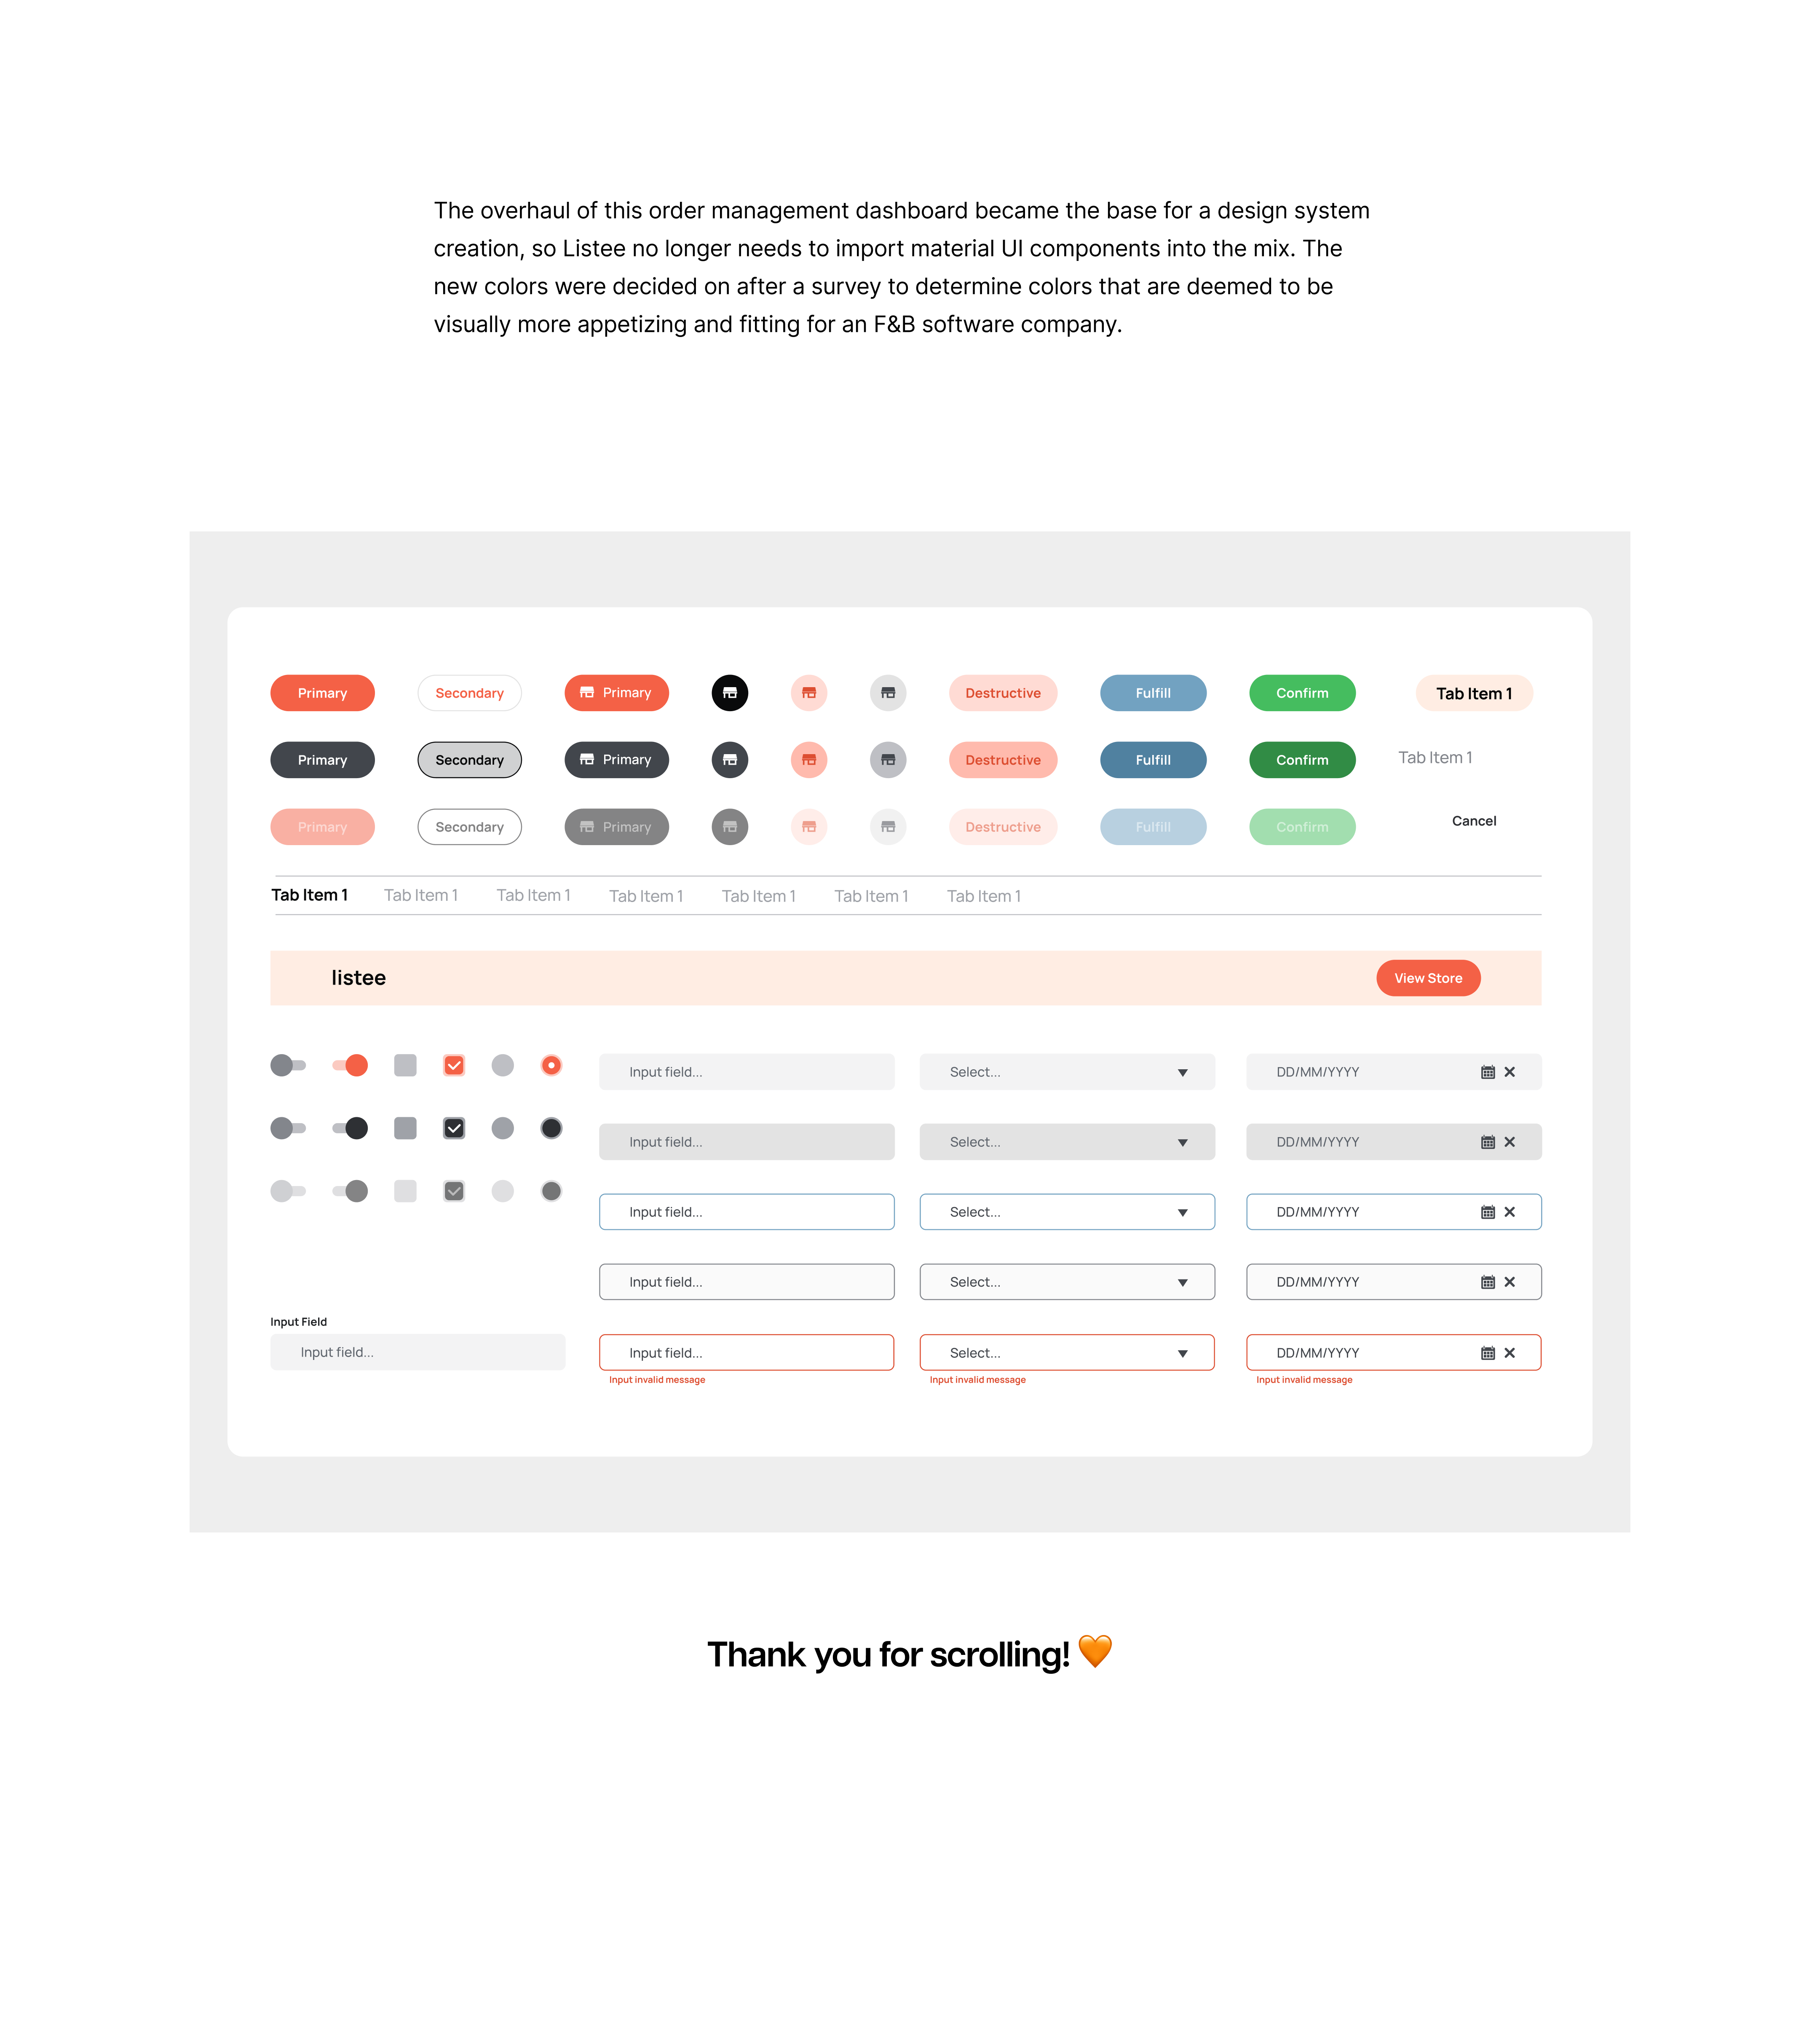 The overhaul of this order management dashboard became the base for a design system
creation, so Listee no longer needs to import material UI components into the mix. The
new colors were decided on after a survey to determine colors that are deemed to be
visually more appetizing and fitting for an F&B software company.
Primary Secondary Primary Destructive Fulfill Confirm Tab Item 1
Primary Secondary Primary Destructive Fulfill Confirm Tab Item 1
Primary Secondary Primary Destructive Fulfill Confirm Cancel
Tab Item 1 Tab Item 1 Tab Item 1 Tab Item 1 Tab Item 1 Tab Item 1 Tab Item 1
listee View Store
Input field... Select... DD/MM/YYYY
Input field... Select... DD/MM/YYYY
Input field... Select... DD/MM/YYYY
Input field... Select... DD/MM/YYYY
Input Field
Input field... Input field... Select... DD/MM/YYYY
Input invalid message Input invalid message Input invalid message
Thank you for scrolling! 🧡